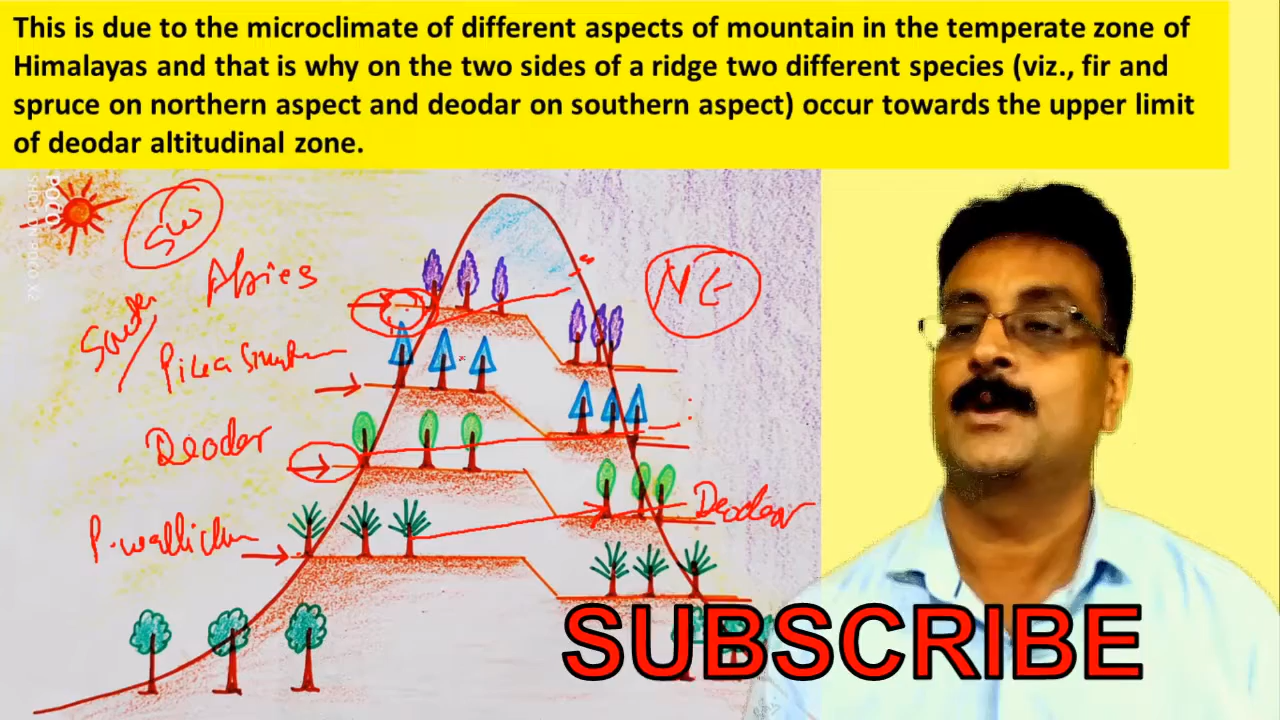 This is due to the microclimate of different aspects of mountain in the temperate zone of
Himalayas and that is why on the two sides of a ridge two different species (viz., fir and
spruce on northern aspect and deodar on southern aspect) occur towards the upper limit
of deodar altitudinal zone.
SW
Abies
NE
South
Deodar
Deodar
SUBSCRIBE